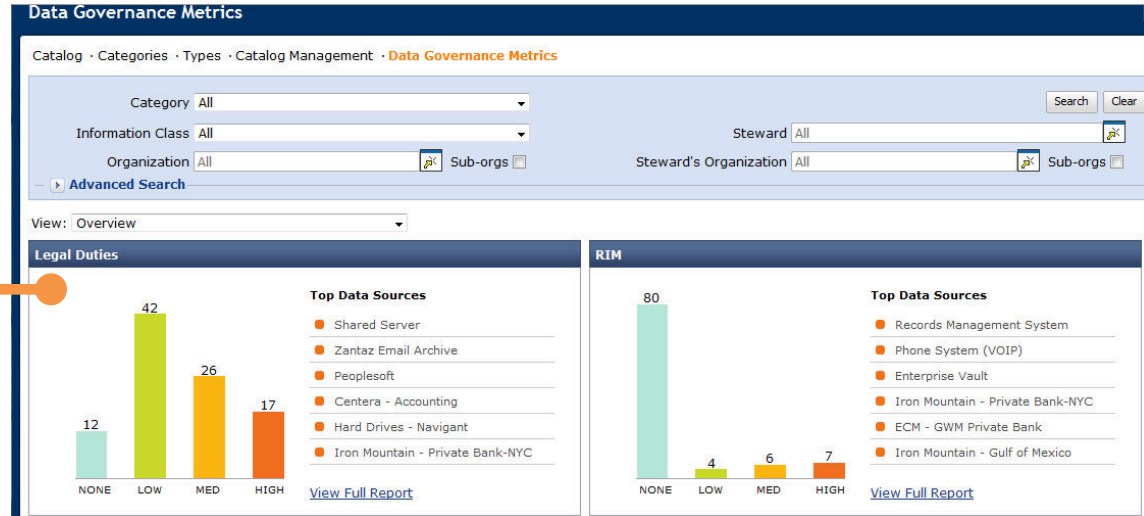 Data Governance Metrics
Catalog · Categories · Types · Catalog Management · Data Governance Metrics
Category All
Search Clear
Information Class All
Steward All
Organization All Sub-orgs
Steward's Organization All Sub-orgs
Advanced Search
View: Overview
Legal Duties
12
42
26
17
NONE LOW MED HIGH
Top Data Sources
Shared Server
Zantaz Email Archive
Peoplesoft
Centera - Accounting
Hard Drives - Navigant
Iron Mountain - Private Bank-NYC
View Full Report
RIM
80
4
6
7
NONE LOW MED HIGH
Top Data Sources
Records Management System
Phone System (VOIP)
Enterprise Vault
Iron Mountain - Private Bank-NYC
ECM - GWM Private Bank
Iron Mountain - Gulf of Mexico
View Full Report